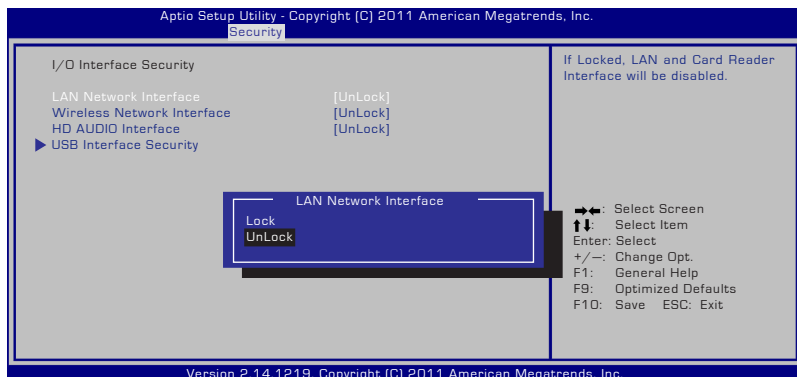 Aptio Setup Utility - Copyright (C) 2011 American Megatrends, Inc.
Security
I/O Interface Security
LAN Network Interface [UnLock]
Wireless Network Interface [UnLock]
HD AUDIO Interface [UnLock]
USB Interface Security
If Locked, LAN and Card Reader
Interface will be disabled.
LAN Network Interface
Lock
UnLock
→←: Select Screen
↑↓: Select Item
Enter: Select
+/—: Change Opt.
F1: General Help
F9: Optimized Defaults
F10: Save ESC: Exit
Version 2.14.1219. Copyright (C) 2011 American Megatrends, Inc.